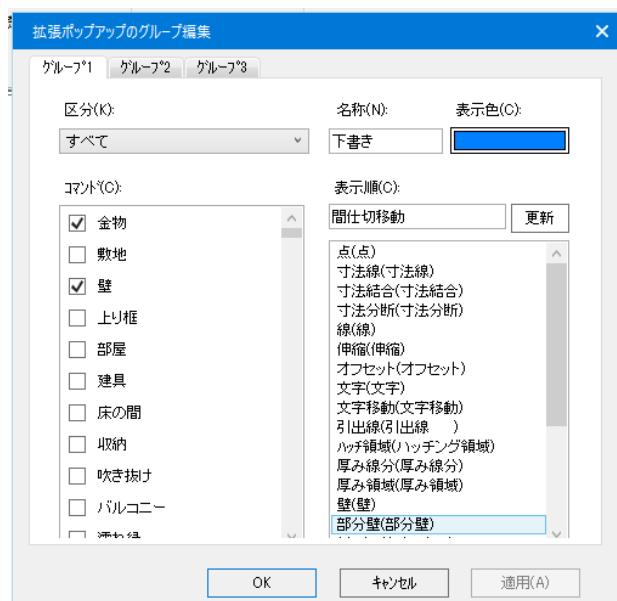 拡張ポップアップのグループ編集
ｸﾞﾙｰﾌﾟ1 ｸﾞﾙｰﾌﾟ2 ｸﾞﾙｰﾌﾟ3
区分(K):
すべて
名称(N):
下書き
表示色(C):
ｺﾏﾝﾄﾞ(C):
金物
敷地
壁
上り框
部屋
建具
床の間
収納
吹き抜け
バルコニー
濡れ縁
表示順(C):
間仕切移動
更新
点(点)
寸法線(寸法線)
寸法結合(寸法結合)
寸法分断(寸法分断)
線(線)
伸縮(伸縮)
オフセット(オフセット)
文字(文字)
文字移動(文字移動)
引出線(引出線　　)
ﾊｯﾁ領域(ハッチング領域)
厚み線分(厚み線分)
厚み領域(厚み領域)
壁(壁)
部分壁(部分壁)
OK
ｷｬﾝｾﾙ
適用(A)